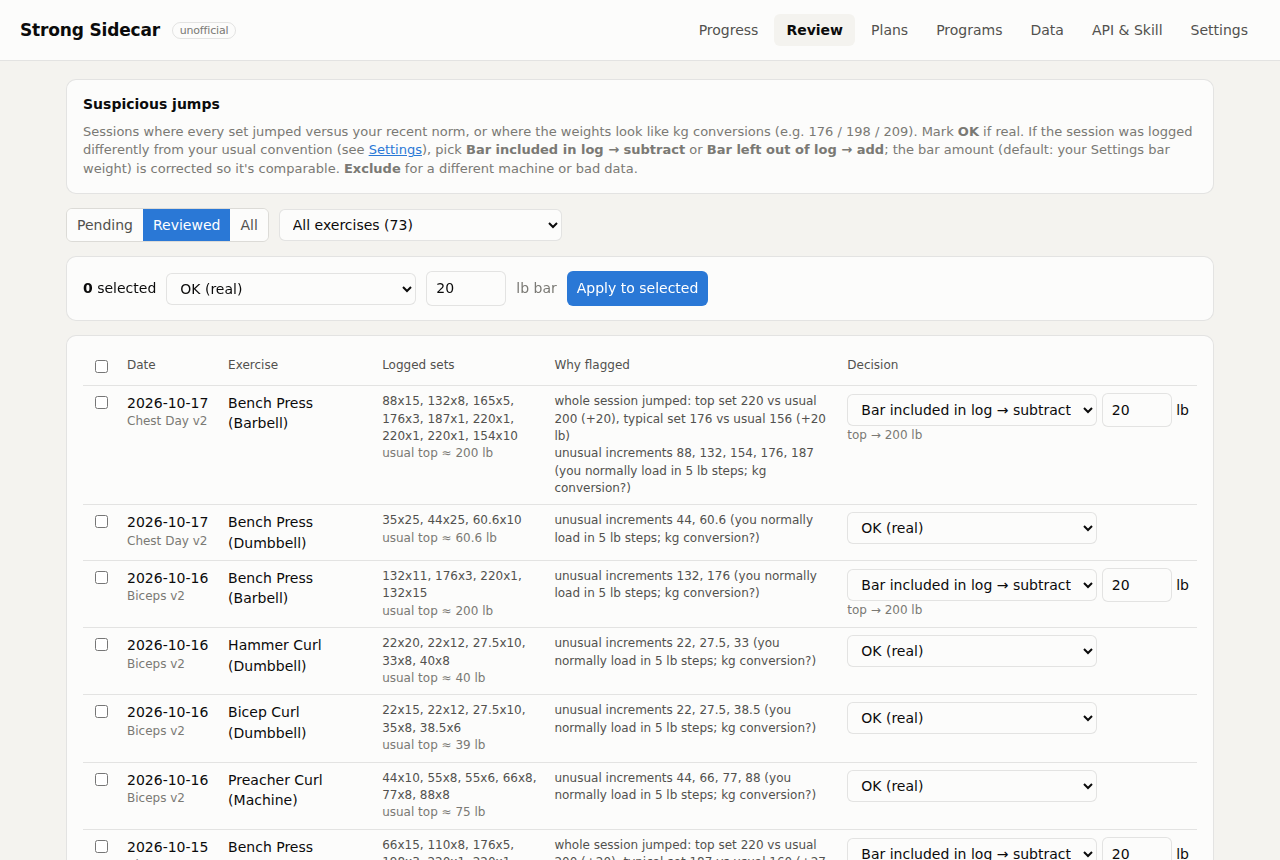 Strong Sidecar unofficial Progress Review Plans Programs Data API & Skill Settings
Suspicious jumps
Sessions where every set jumped versus your recent norm, or where the weights look like kg conversions (e.g. 176 / 198 / 209). Mark OK if real. If the session was logged
differently from your usual convention (see Settings), pick Bar included in log → subtract or Bar left out of log → add; the bar amount (default: your Settings bar
weight) is corrected so it's comparable. Exclude for a different machine or bad data.
Pending Reviewed All All exercises (73)
0 selected OK (real) 20 lb bar Apply to selected
Date Exercise Logged sets Why flagged Decision
2026-10-17
Chest Day v2
Bench Press
(Barbell)
88x15, 132x8, 165x5,
176x3, 187x1, 220x1,
220x1, 220x1, 154x10
usual top ≈ 200 lb
whole session jumped: top set 220 vs usual
200 (+20), typical set 176 vs usual 156 (+20
lb)
unusual increments 88, 132, 154, 176, 187
(you normally load in 5 lb steps; kg
conversion?)
Bar included in log → subtract 20 lb
top → 200 lb
2026-10-17
Chest Day v2
Bench Press
(Dumbbell)
35x25, 44x25, 60.6x10
usual top ≈ 60.6 lb
unusual increments 44, 60.6 (you normally
load in 5 lb steps; kg conversion?)
OK (real)
2026-10-16
Biceps v2
Bench Press
(Barbell)
132x11, 176x3, 220x1,
132x15
usual top ≈ 200 lb
unusual increments 132, 176 (you normally
load in 5 lb steps; kg conversion?)
Bar included in log → subtract 20 lb
top → 200 lb
2026-10-16
Biceps v2
Hammer Curl
(Dumbbell)
22x20, 22x12, 27.5x10,
33x8, 40x8
usual top ≈ 40 lb
unusual increments 22, 27.5, 33 (you
normally load in 5 lb steps; kg conversion?)
OK (real)
2026-10-16
Biceps v2
Bicep Curl
(Dumbbell)
22x15, 22x12, 27.5x10,
35x8, 38.5x6
usual top ≈ 39 lb
unusual increments 22, 27.5, 38.5 (you
normally load in 5 lb steps; kg conversion?)
OK (real)
2026-10-16
Biceps v2
Preacher Curl
(Machine)
44x10, 55x8, 55x6, 66x8,
77x8, 88x8
usual top ≈ 75 lb
unusual increments 44, 66, 77, 88 (you
normally load in 5 lb steps; kg conversion?)
OK (real)
2026-10-15
Bench Press
66x15, 110x8, 176x5,
whole session jumped: top set 220 vs usual
Bar included in log → subtract 20 lb